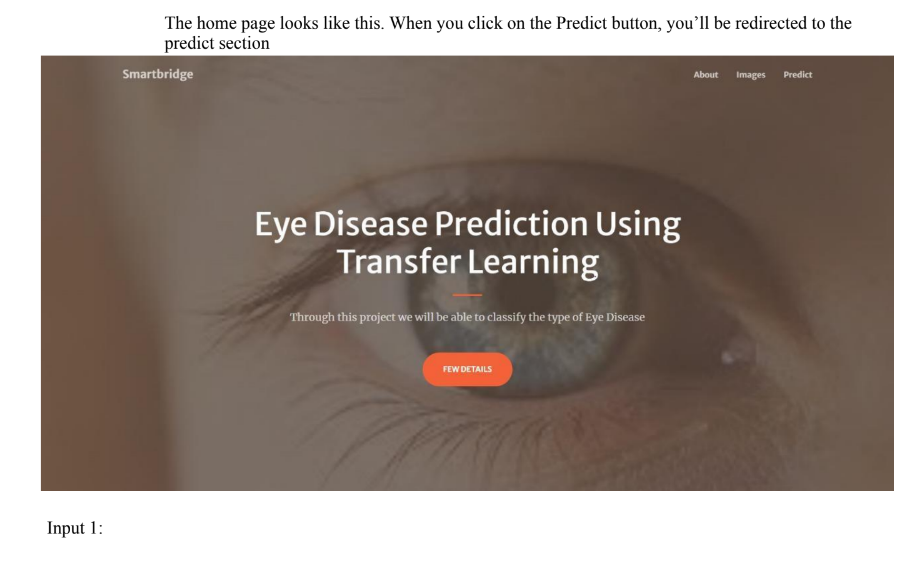 The home page looks like this. When you click on the Predict button, you’ll be redirected to the
predict section
Smartbridge
About Images Predict
Eye Disease Prediction Using
Transfer Learning
Through this project we will be able to classify the type of Eye Disease
FEW DETAILS
Input 1: